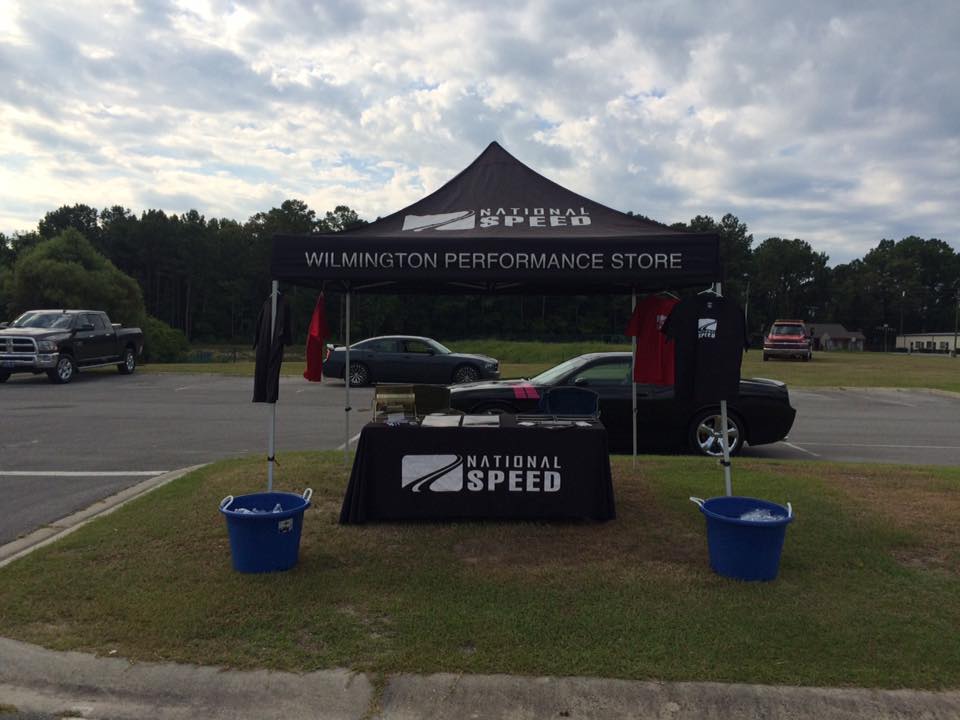 NATIONAL
SPEED
WILMINGTON PERFORMANCE STORE
NATIONAL
SPEED